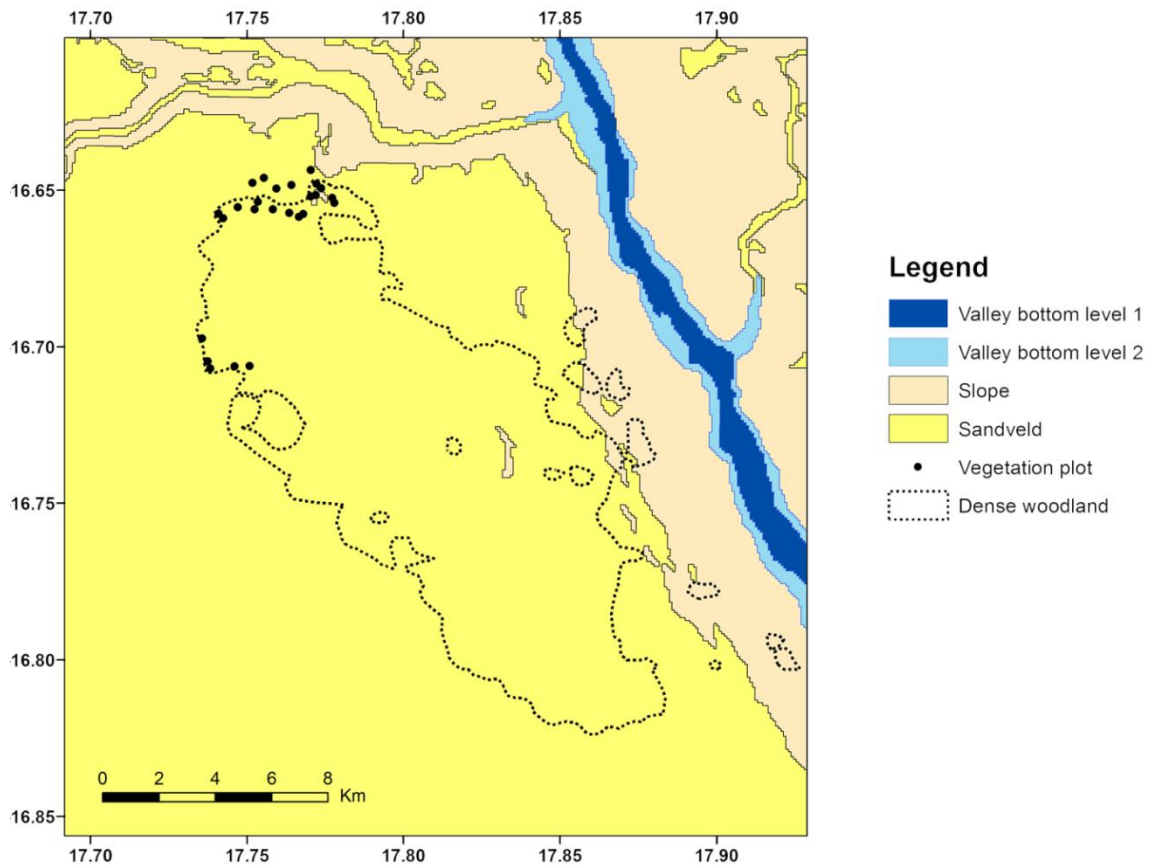 17.70 17.75 17.80 17.85 17.90
16.65
16.70
16.75
16.80
16.85
0 2 4 6 8
Km
17.70 17.75 17.80 17.85 17.90
Legend
Valley bottom level 1
Valley bottom level 2
Slope
Sandveld
Vegetation plot
Dense woodland